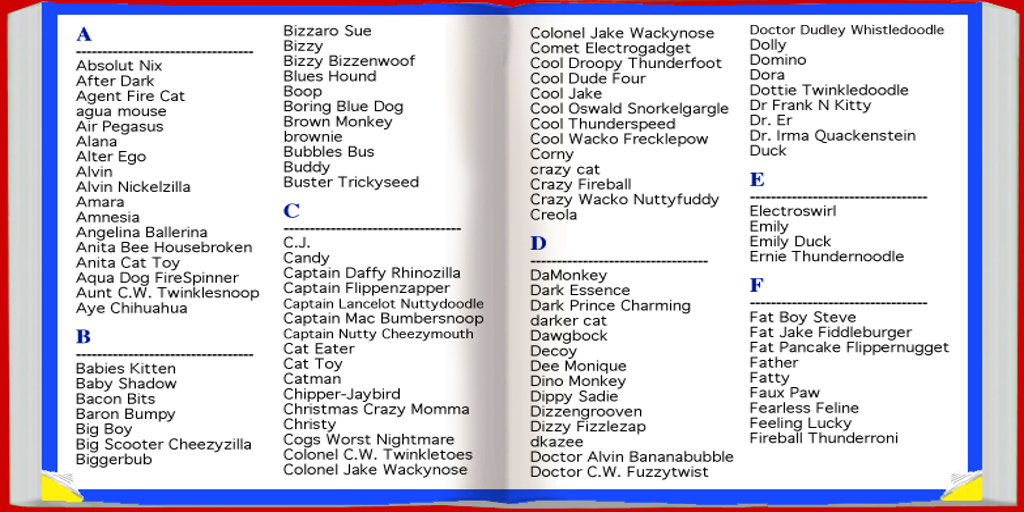 A
----------------------------------
Absolut Nix
After Dark
Agent Fire Cat
agua mouse
Air Pegasus
Alana
Alter Ego
Alvin
Alvin Nickelzilla
Amara
Amnesia
Angelina Ballerina
Anita Bee Housebroken
Anita Cat Toy
Aqua Dog FireSpinner
Aunt C.W. Twinklesnoop
Aye Chihuahua
B
----------------------------------
Babies Kitten
Baby Shadow
Bacon Bits
Baron Bumpy
Big Boy
Big Scooter Cheezyzilla
Biggerbub
Bizzaro Sue
Bizzy
Bizzy Bizzenwoof
Blues Hound
Boop
Boring Blue Dog
Brown Monkey
brownie
Bubbles Bus
Buddy
Buster Trickyseed
C
----------------------------------
C.J.
Candy
Captain Daffy Rhinozilla
Captain Flippenzapper
Captain Lancelot Nuttydoodle
Captain Mac Bumbersnoop
Captain Nutty Cheezymouth
Cat Eater
Cat Toy
Catman
Chipper-Jaybird
Christmas Crazy Momma
Christy
Cogs Worst Nightmare
Colonel C.W. Twinkletoes
Colonel Jake Wackynose
Colonel Jake Wackynose
Comet Electrogadget
Cool Droopy Thunderfoot
Cool Dude Four
Cool Jake
Cool Oswald Snorkelgargle
Cool Thunderspeed
Cool Wacko Frecklepow
Corny
crazy cat
Crazy Fireball
Crazy Wacko Nuttyfuddy
Creola
D
----------------------------------
DaMonkey
Dark Essence
Dark Prince Charming
darker cat
Dawgbock
Decoy
Dee Monique
Dino Monkey
Dippy Sadie
Dizzengrooven
Dizzy Fizzlezap
dkazee
Doctor Alvin Bananabubble
Doctor C.W. Fuzzytwist
Doctor Dudley Whistledoodle
Dolly
Domino
Dora
Dottie Twinkledoodle
Dr Frank N Kitty
Dr. Er
Dr. Irma Quackenstein
Duck
E
----------------------------------
Electroswirl
Emily
Emily Duck
Ernie Thundernoodle
F
----------------------------------
Fat Boy Steve
Fat Jake Fiddleburger
Fat Pancake Flippernugget
Father
Fatty
Faux Paw
Fearless Feline
Feeling Lucky
Fireball Thunderroni